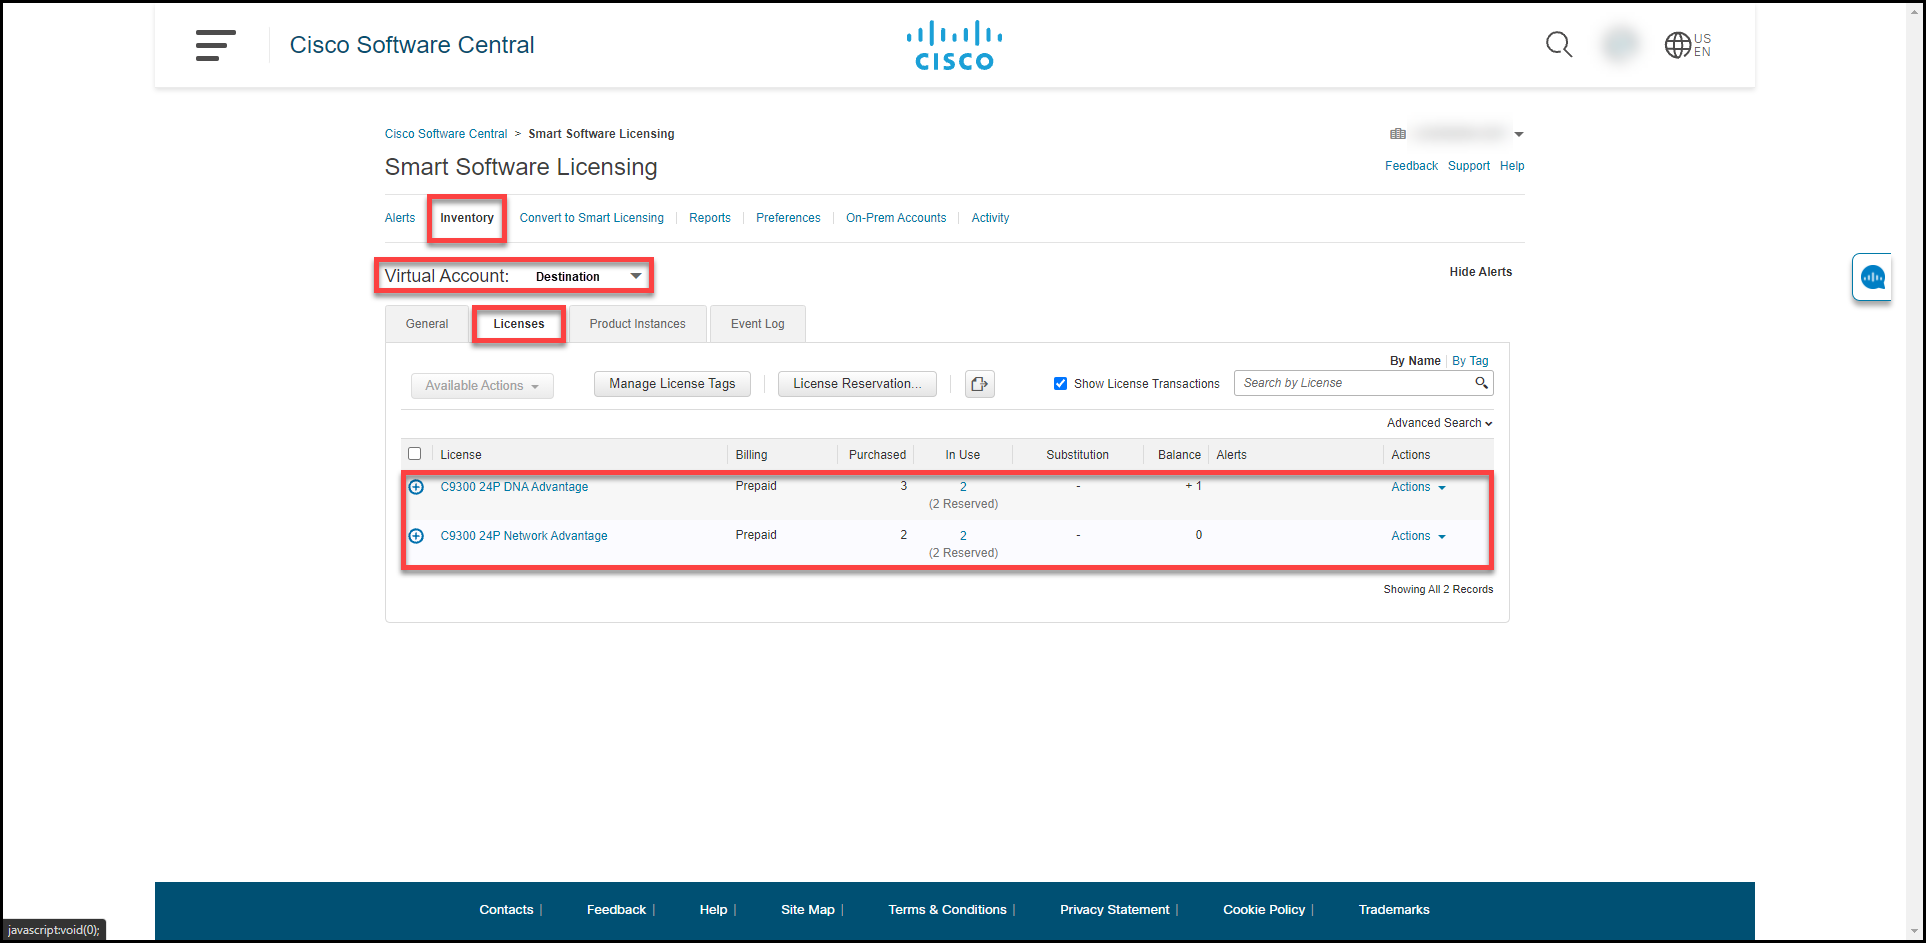 Cisco Software Central
CISCO
US
EN
Cisco Software Central > Smart Software Licensing
Smart Software Licensing
Feedback Support Help
Alerts Inventory Convert to Smart Licensing | Reports | Preferences | On-Prem Accounts | Activity
Virtual Account: Destination
Hide Alerts
General Licenses Product Instances Event Log
By Name | By Tag
Available Actions Manage License Tags | License Reservation... | Show License Transactions Search by License
Advanced Search
License Billing Purchased In Use Substitution Balance Alerts Actions
C9300 24P DNA Advantage Prepaid 3 2 - + 1 Actions
(2 Reserved)
C9300 24P Network Advantage Prepaid 2 2 - 0 Actions
(2 Reserved)
Showing All 2 Records
Contacts | Feedback | Help | Site Map | Terms & Conditions | Privacy Statement | Cookie Policy | Trademarks
javascript:void(0);